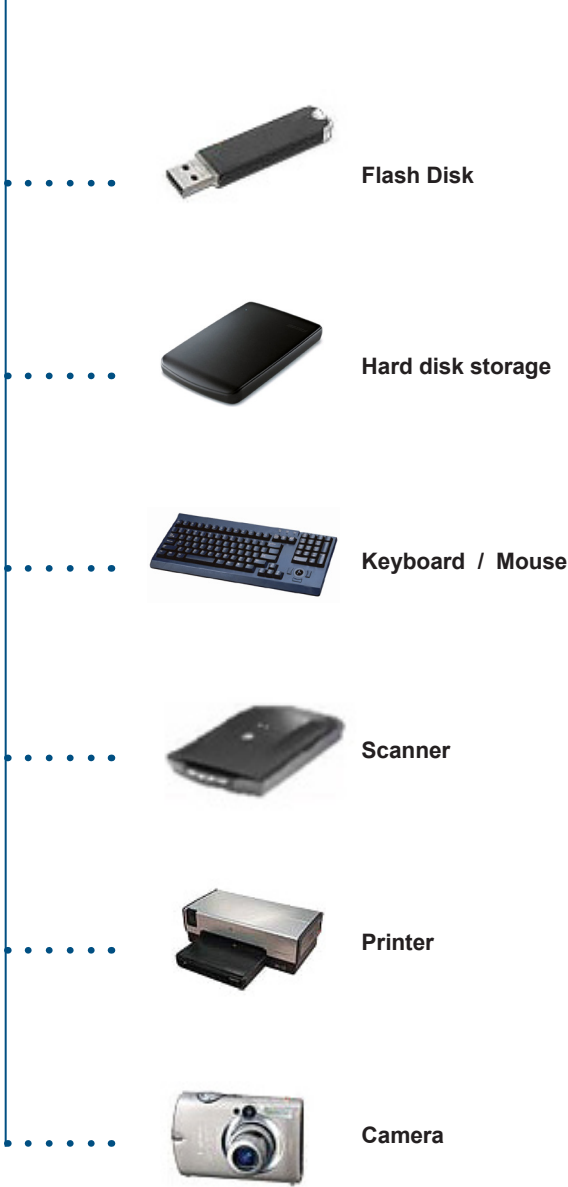 Flash Disk
Hard disk storage
Keyboard / Mouse
Scanner
Printer
Camera